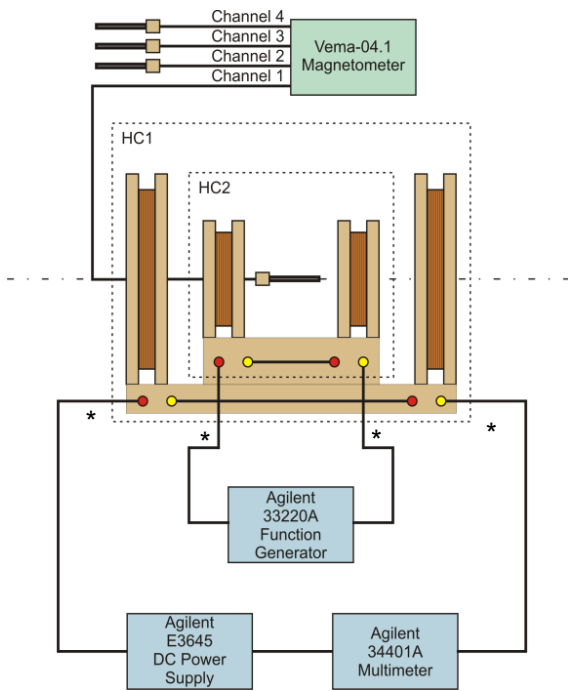 Channel 4
Channel 3
Channel 2
Channel 1
Vema-04.1
Magnetometer
HC1
HC2
*
*
*
*
Agilent
33220A
Function
Generator
Agilent
E3645
DC Power
Supply
Agilent
34401A
Multimeter